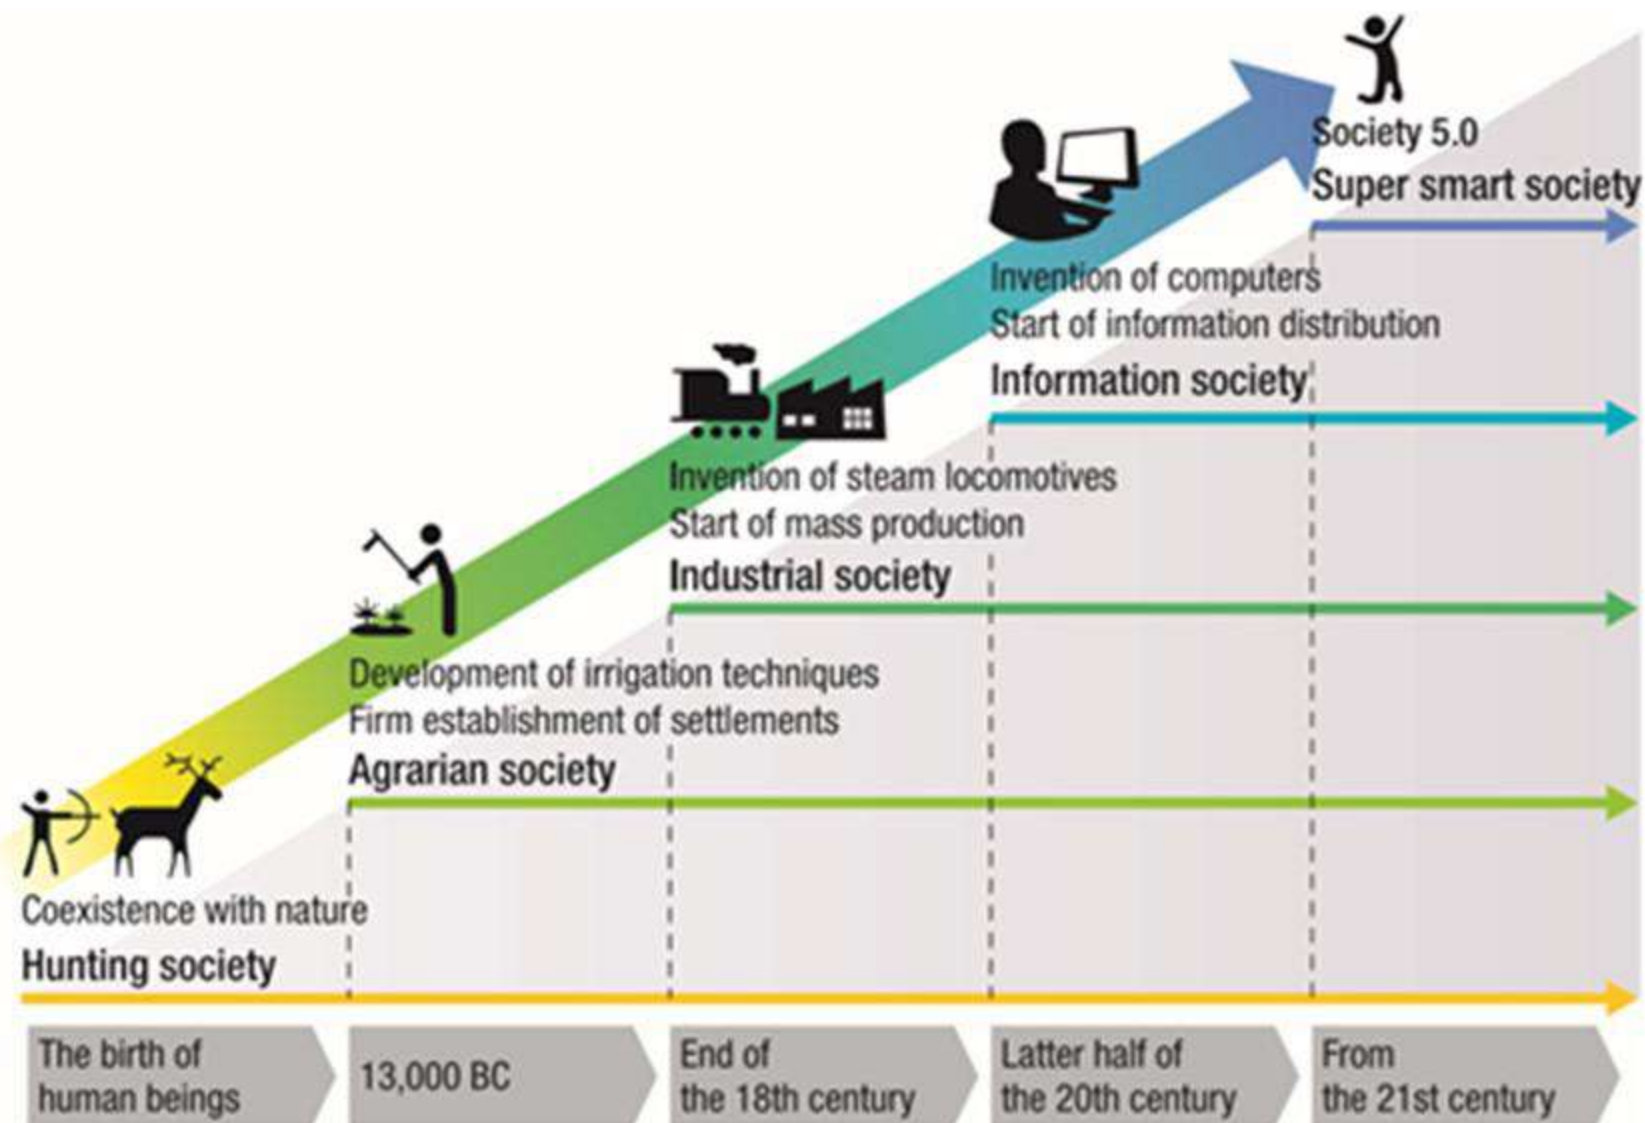 Society 5.0
Super smart society
Invention of computers
Start of information distribution
Information society
Invention of steam locomotives
Start of mass production
Industrial society
Development of irrigation techniques
Firm establishment of settlements
Agrarian society
Coexistence with nature
Hunting society
The birth of
human beings
13,000 BC
End of
the 18th century
Latter half of
the 20th century
From
the 21st century